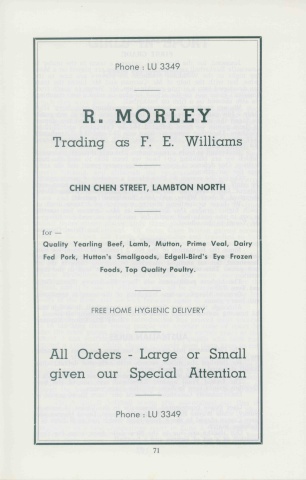 Phone : LU 3349
R. MORLEY
Trading as F. E. Williams
CHIN CHEN STREET, LAMBTON NORTH
for —
Quality Yearling Beef, Lamb, Mutton, Prime Veal, Dairy
Fed Pork, Hutton's Smallgoods, Edgell-Bird's Eye Frozen
Foods, Top Quality Poultry.
FREE HOME HYGIENIC DELIVERY
All Orders - Large or Small
given our Special Attention
Phone : LU 3349
71